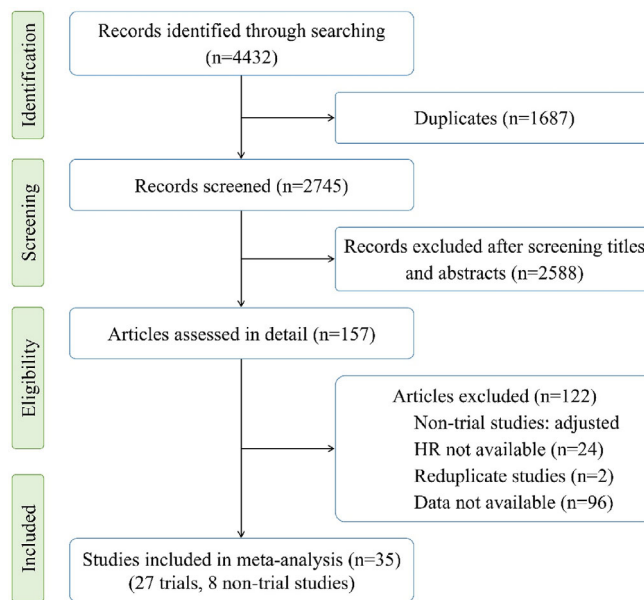 Identification
Records identified through searching
(n=4432)
Duplicates (n=1687)
Screening
Records screened (n=2745)
Records excluded after screening titles
and abstracts (n=2588)
Eligibility
Articles assessed in detail (n=157)
Articles excluded (n=122)
Non-trial studies: adjusted
HR not available (n=24)
Reduplicate studies (n=2)
Data not available (n=96)
Included
Studies included in meta-analysis (n=35)
(27 trials, 8 non-trial studies)